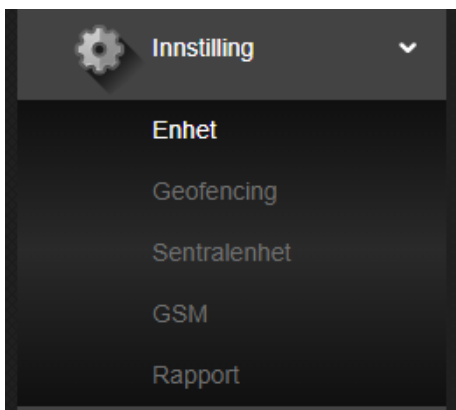 Innstilling
Enhet
Geofencing
Sentralenhet
GSM
Rapport